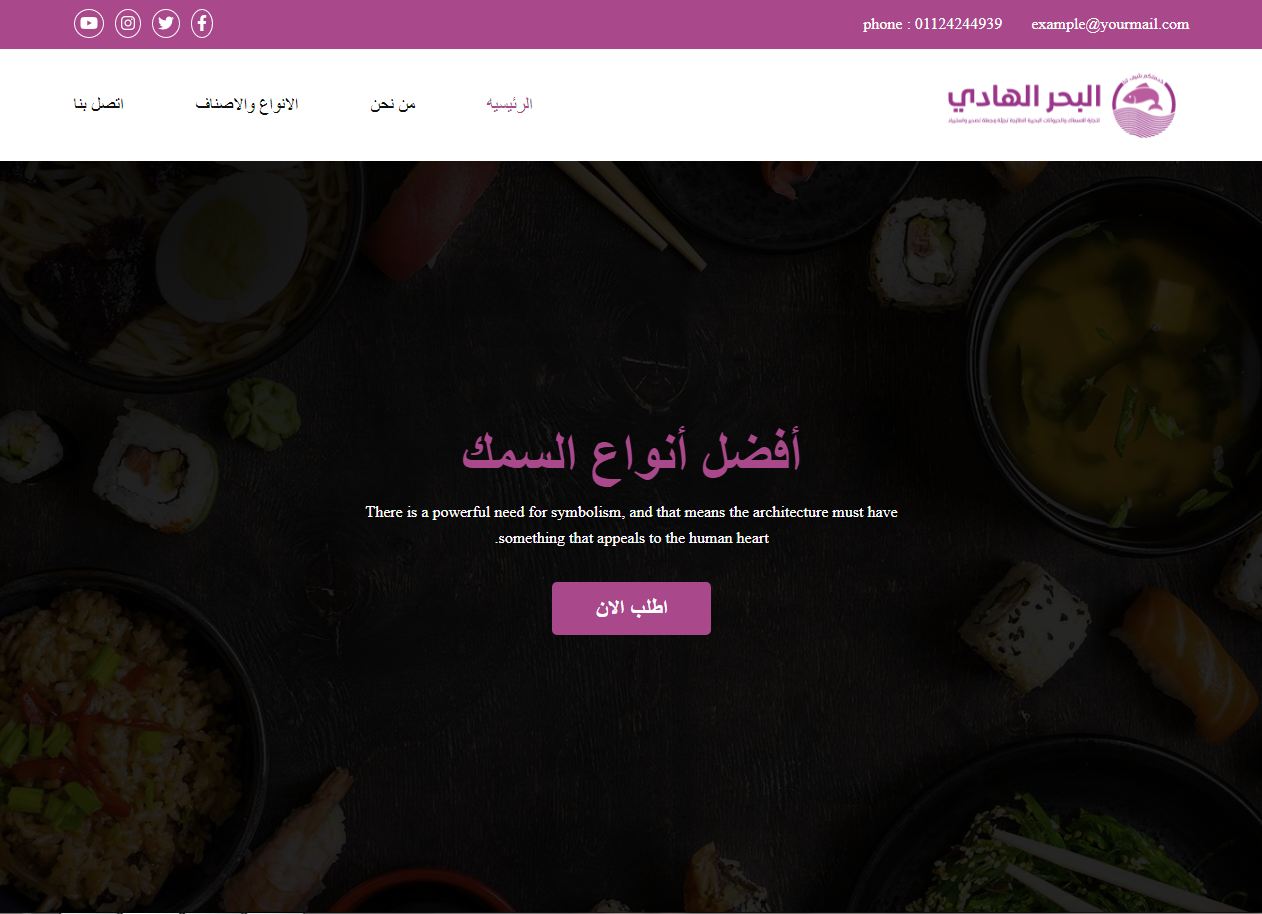 example@yourmail.com
phone : 01124244939
البحر الهادي
الرئيسيه
من نحن
الانواع والاصناف
اتصل بنا
أفضل أنواع السمك
There is a powerful need for symbolism, and that means the architecture must have
.something that appeals to the human heart
اطلب الان